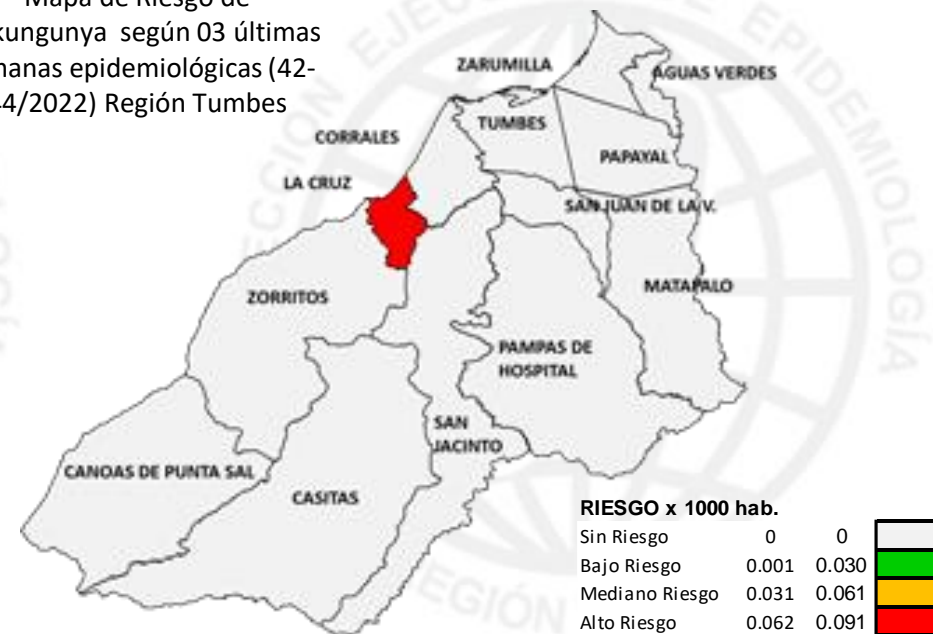 Mapa de Riesgo de
kungunya según 03 últimas
manas epidemiológicas (42-
44/2022) Región Tumbes
ZARUMILLA
AGUAS VERDES
TUMBES
CORRALES
PAPAYAL
LA CRUZ
SAN JUAN DE LA V.
MATAPALO
ZORRITOS
PAMPAS DE
HOSPITAL
SAN
JACINTO
CANOAS DE PUNTA SAL
CASITAS
RIESGO x 1000 hab.
Sin Riesgo 0 0
Bajo Riesgo 0.001 0.030
Mediano Riesgo 0.031 0.061
Alto Riesgo 0.062 0.091
EPIDEMIOLOGÍA